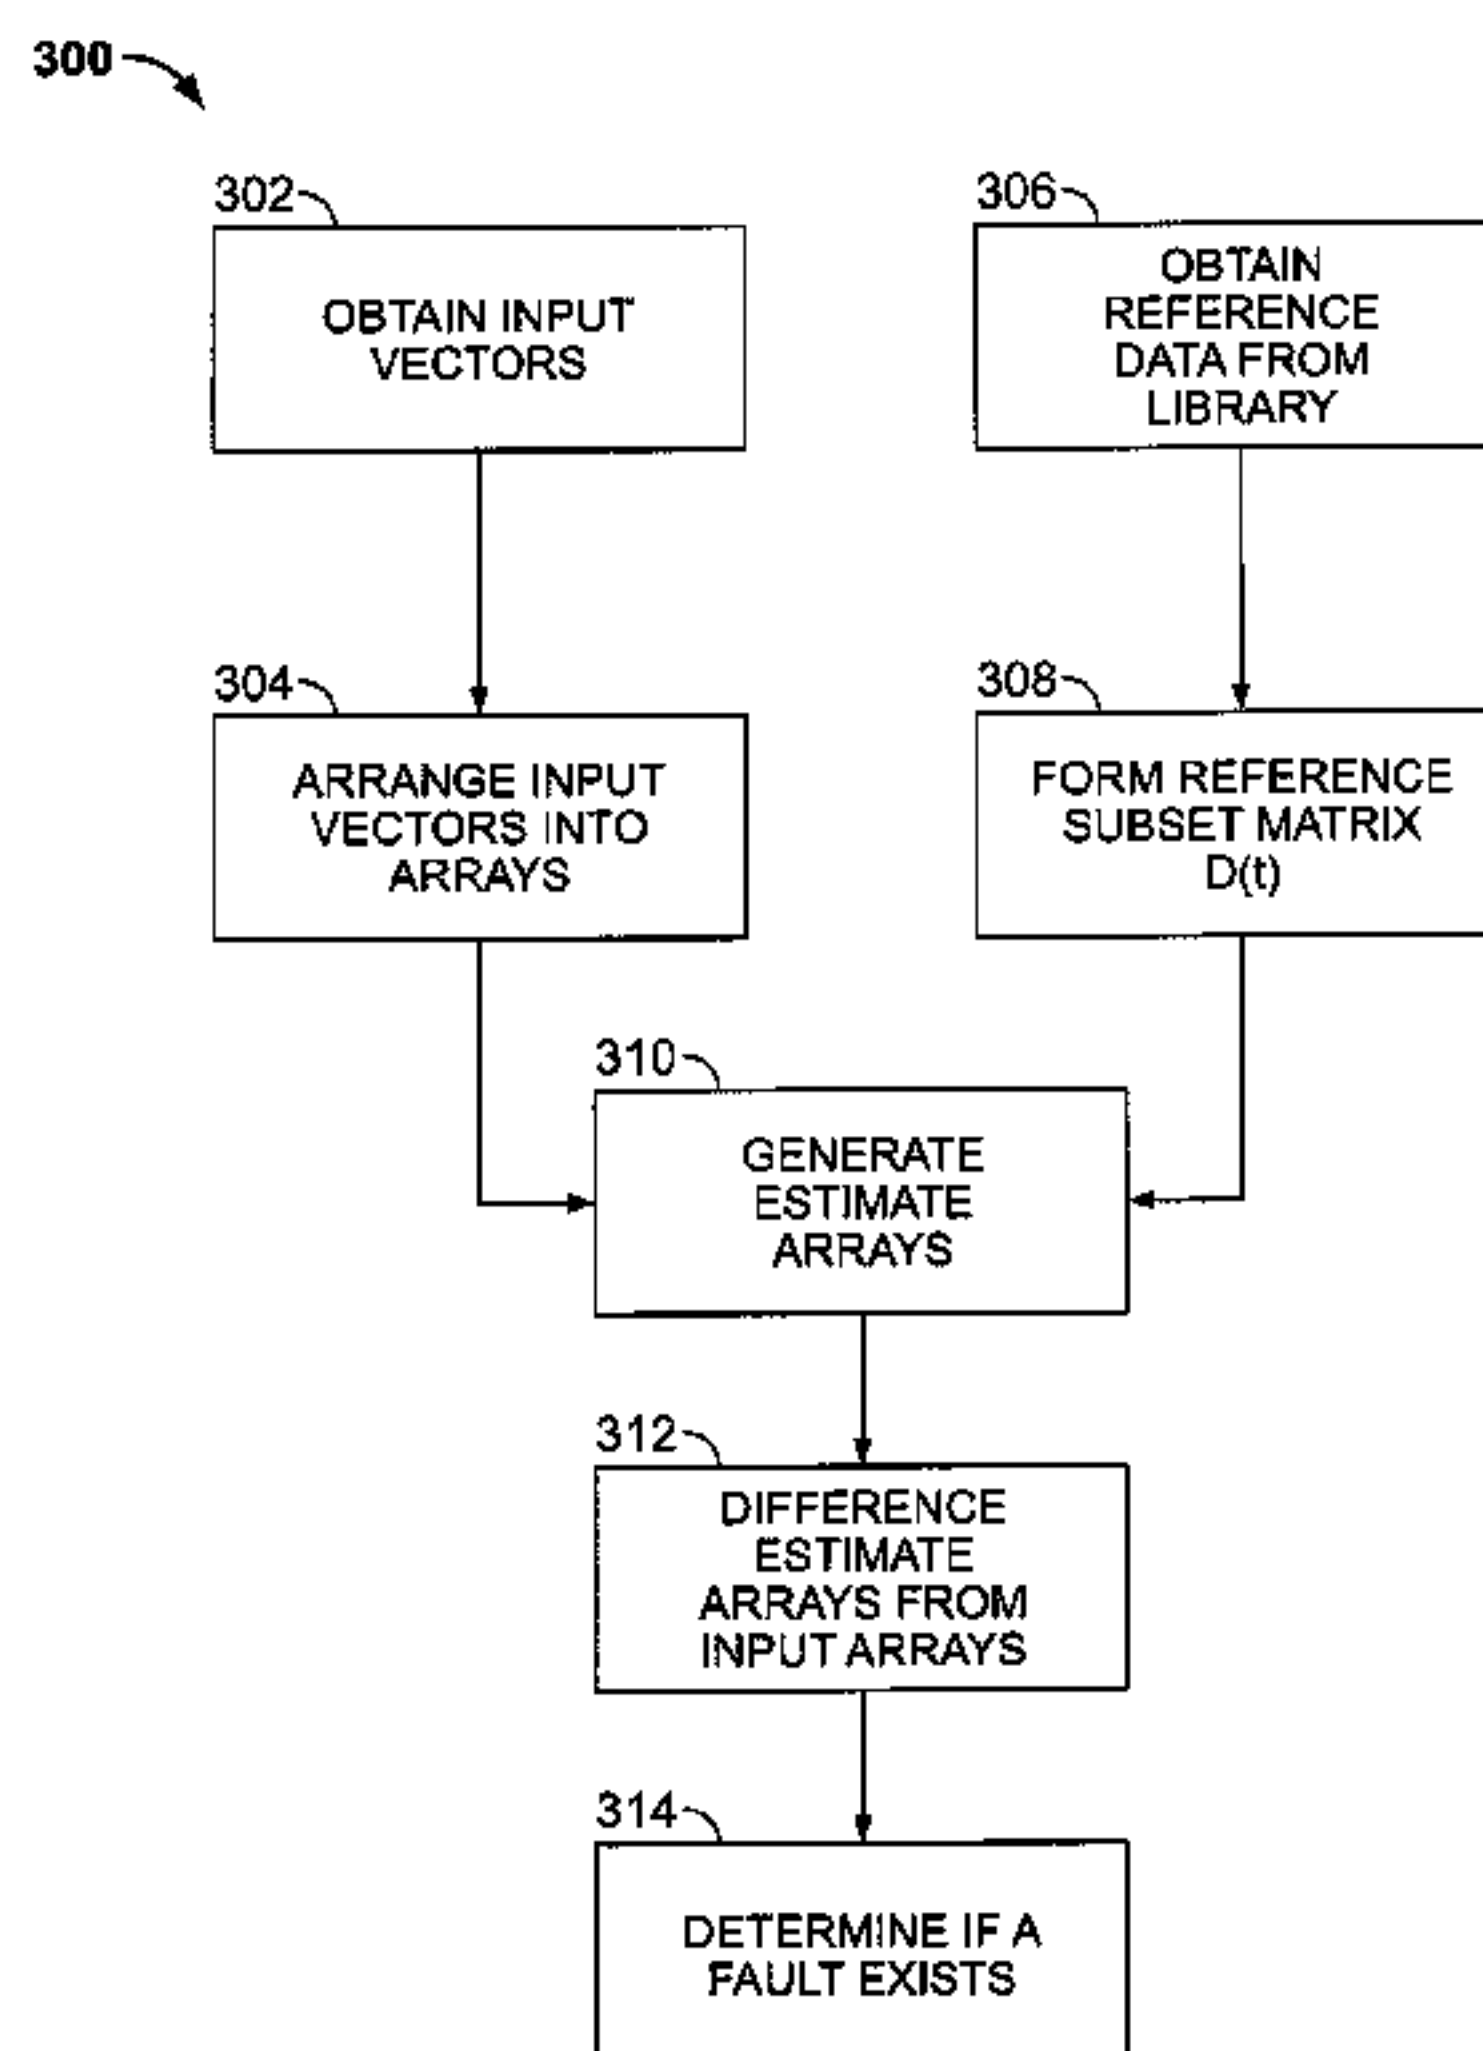 300
302
OBTAIN INPUT
VECTORS
306
OBTAIN
REFERENCE
DATA FROM
LIBRARY
304
ARRANGE INPUT
VECTORS INTO
ARRAYS
308
FORM REFERENCE
SUBSET MATRIX
D(t)
310
GENERATE
ESTIMATE
ARRAYS
312
DIFFERENCE
ESTIMATE
ARRAYS FROM
INPUT ARRAYS
314
DETERMINE IF A
FAULT EXISTS